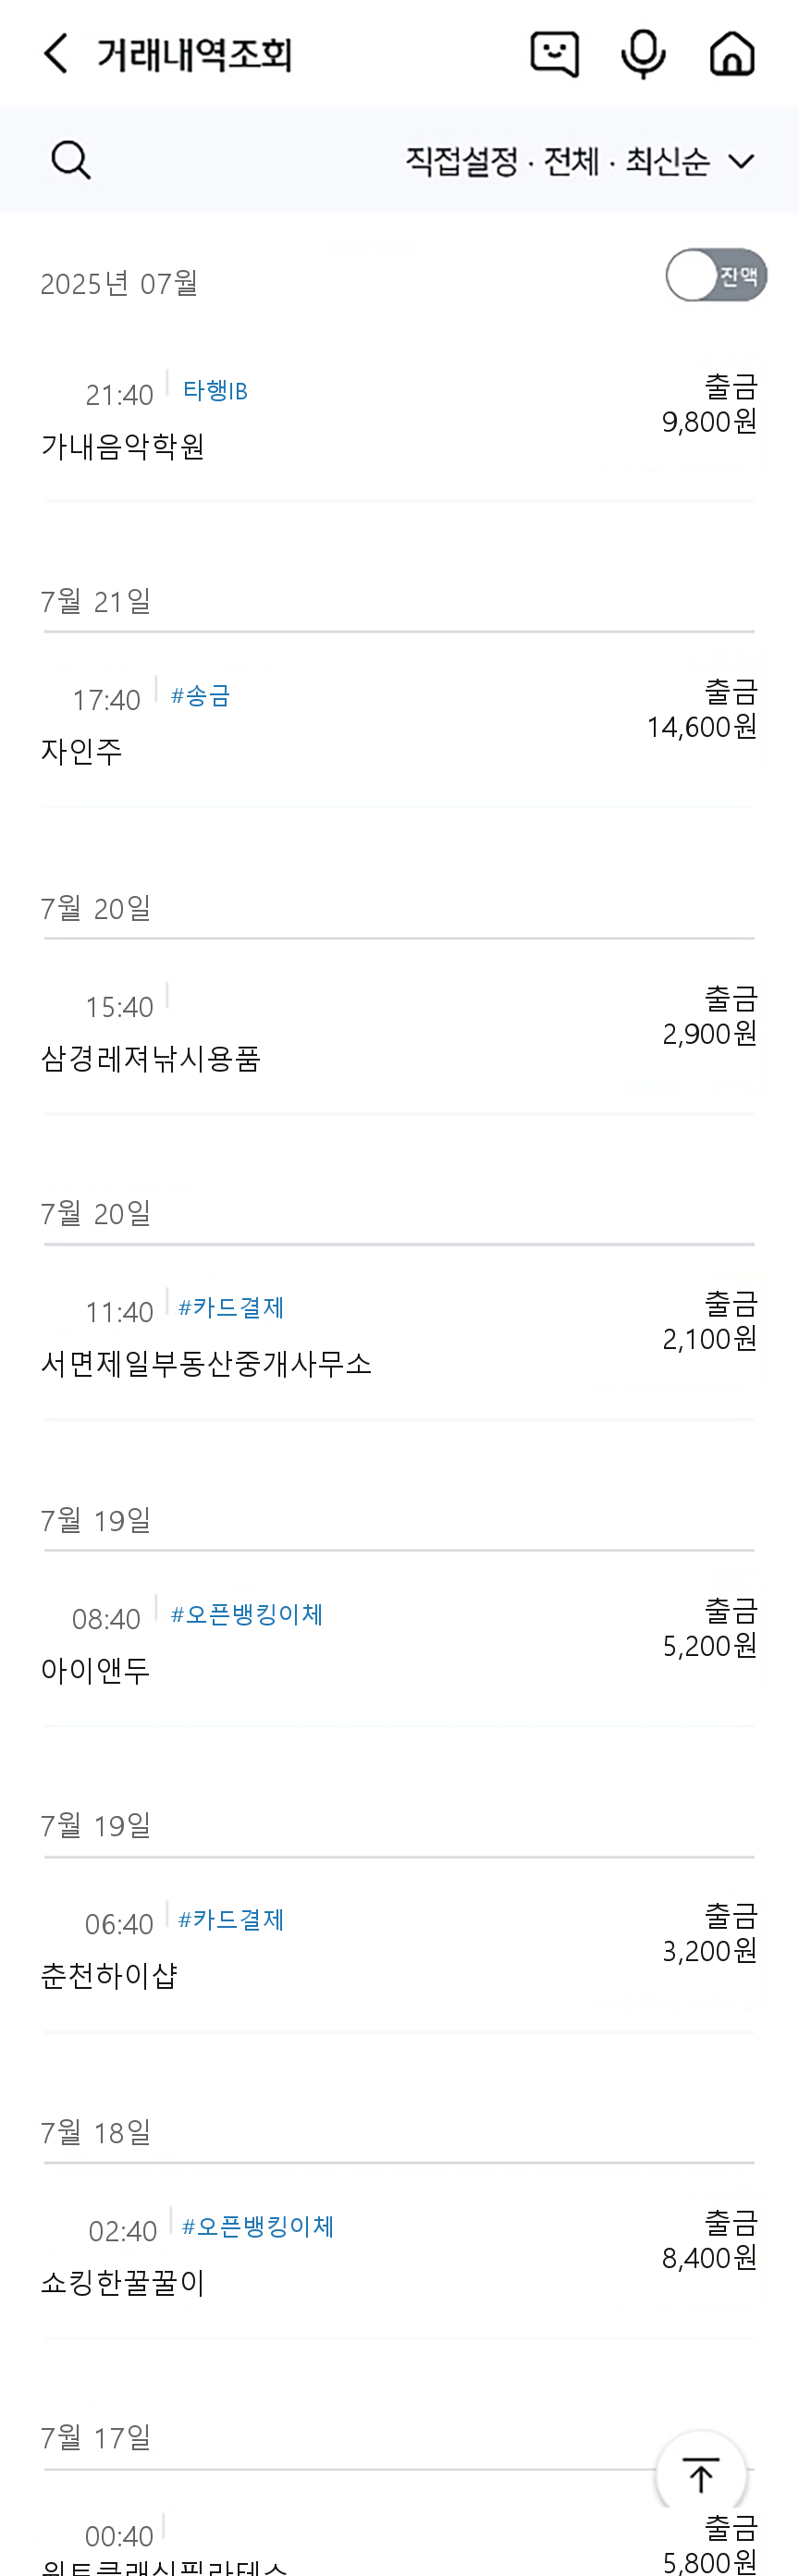 거래내역조회
직접설정 · 전체 · 최신순
2025년 07월
잔액
21:40 타행IB
출금
가내음악학원
9,800원
7월 21일
17:40 #송금
출금
14,600원
자인주
7월 20일
15:40
출금
2,900원
삼경레져낚시용품
7월 20일
11:40 #카드결제
출금
2,100원
서면제일부동산중개사무소
7월 19일
08:40 #오픈뱅킹이체
출금
5,200원
아이앤두
7월 19일
06:40 #카드결제
출금
3,200원
춘천하이샵
7월 18일
02:40 #오픈뱅킹이체
출금
8,400원
쇼킹한꿀꿀이
7월 17일
00:40
출금
5,800원